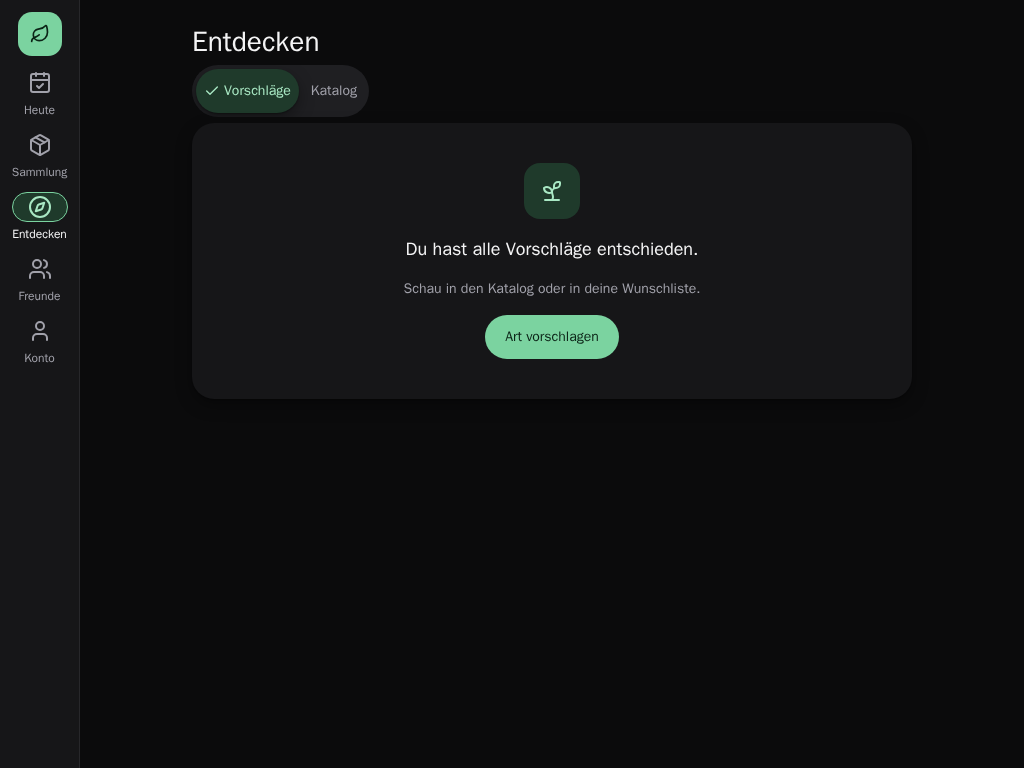 Entdecken
Vorschläge
Katalog
Heute
Sammlung
Entdecken
Freunde
Konto
Du hast alle Vorschläge entschieden.
Schau in den Katalog oder in deine Wunschliste.
Art vorschlagen